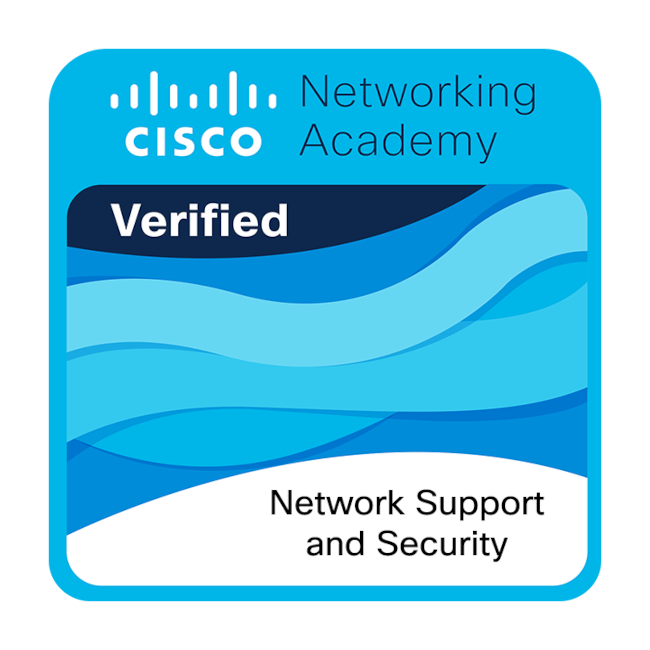 CISCO
Networking
Academy
Verified
Network Support
and Security